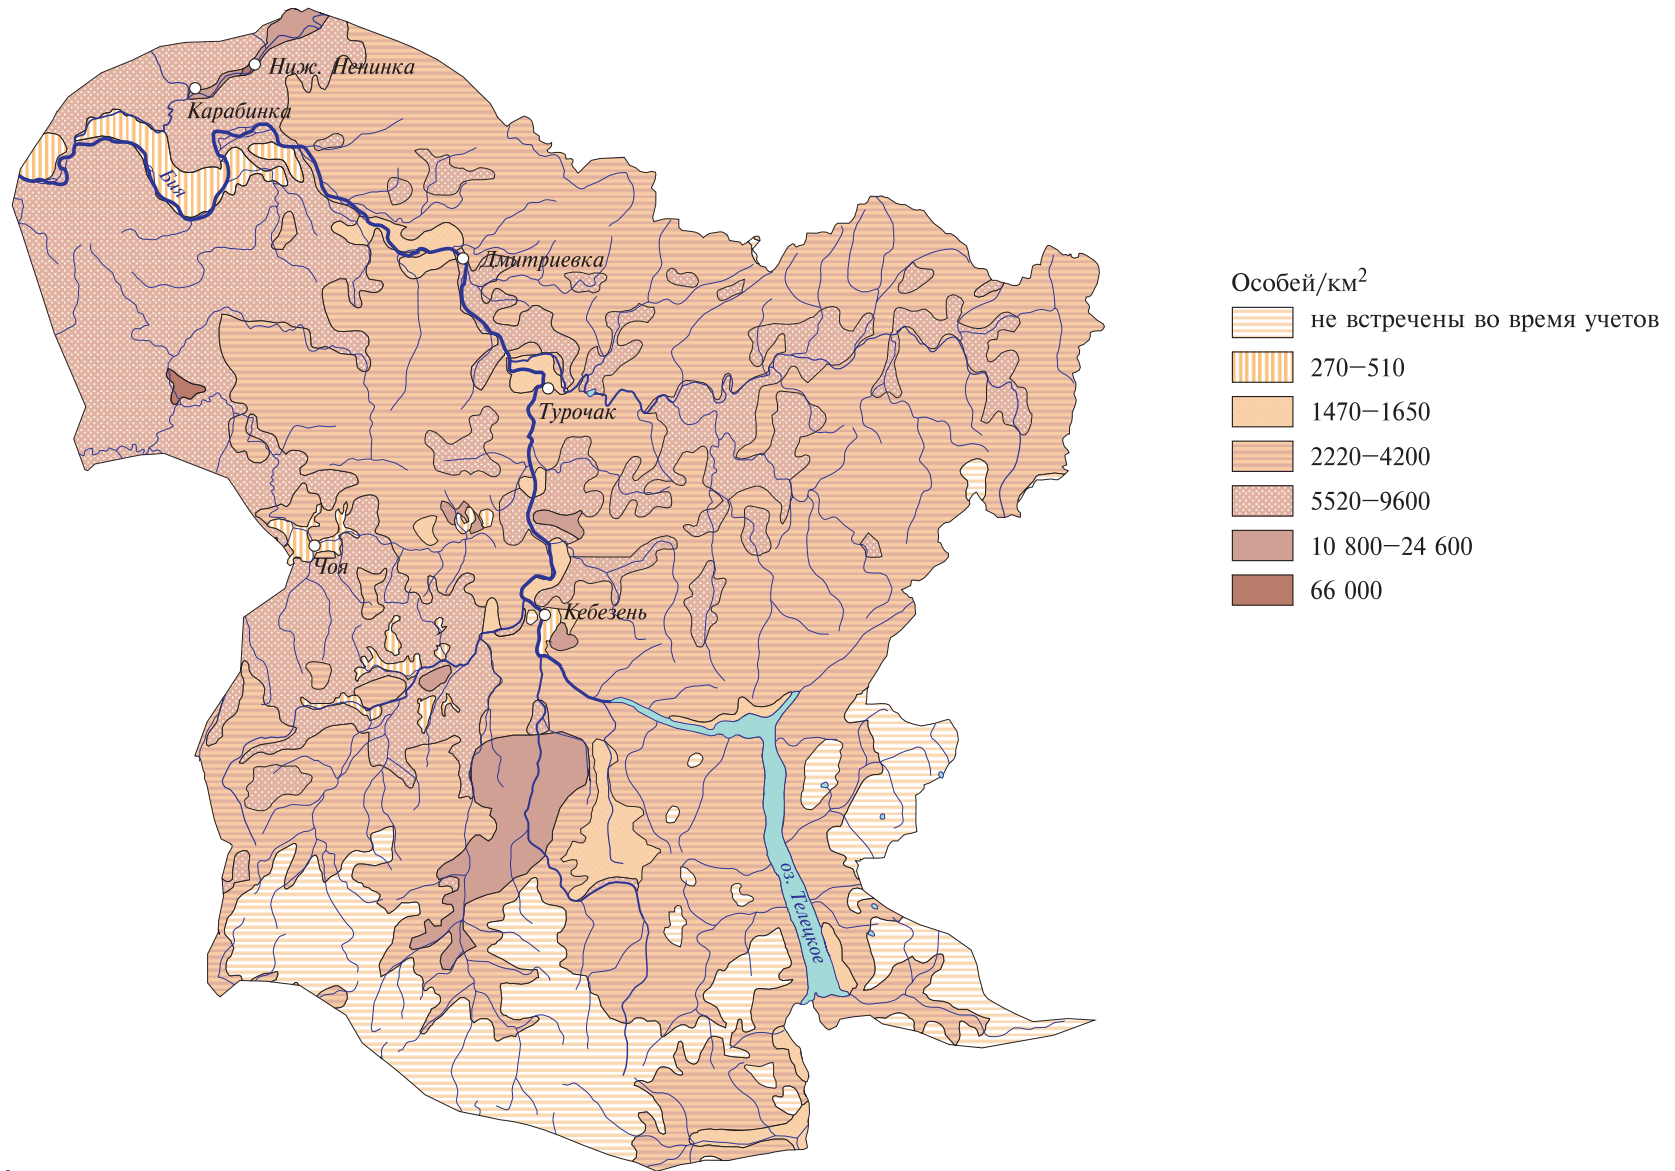 Ниж. Ненинка
Карабинка
Бия
Дмитриевка
Турочак
Чоя
Кебезень
оз. Телецкое
Особей/км²
не встречены во время учетов
270–510
1470–1650
2220–4200
5520–9600
10 800–24 600
66 000